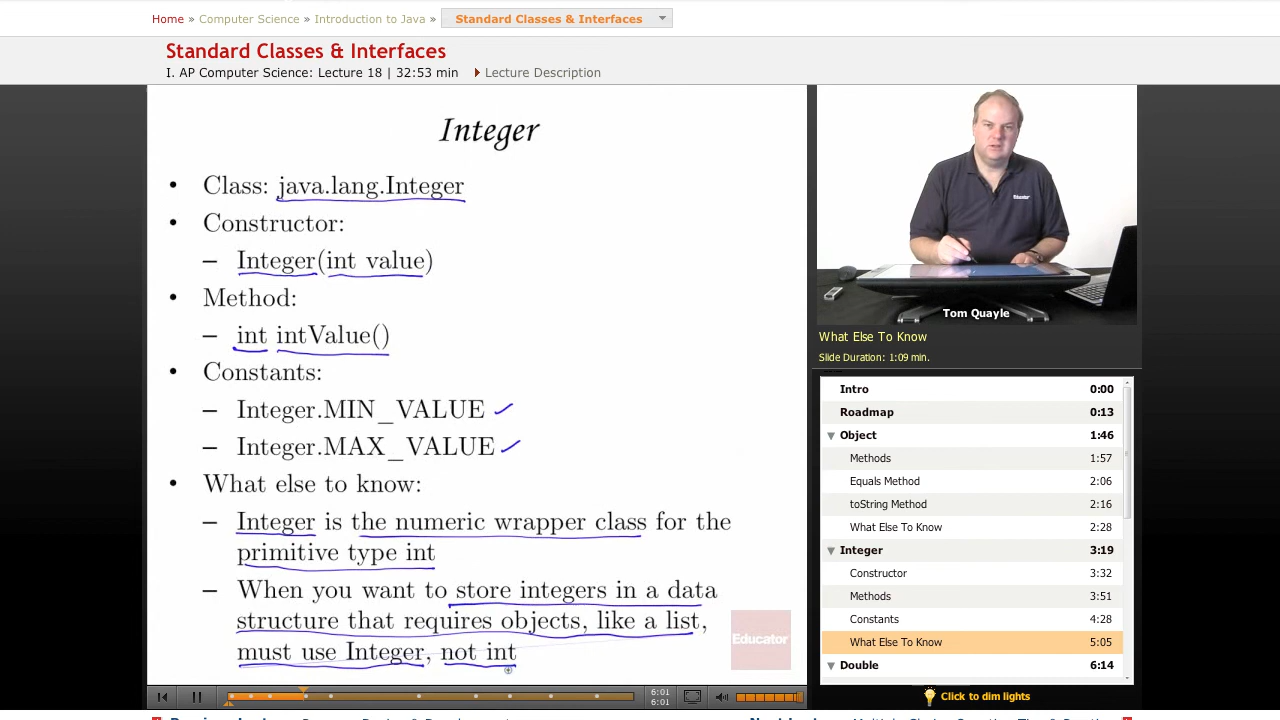 Home » Computer Science » Introduction to Java » Standard Classes & Interfaces
Standard Classes & Interfaces
I. AP Computer Science: Lecture 18 | 32:53 min Lecture Description
Integer
• Class: java.lang.Integer
• Constructor:
– Integer(int value)
• Method:
– int intValue()
• Constants:
– Integer.MIN_VALUE
– Integer.MAX_VALUE
• What else to know:
– Integer is the numeric wrapper class for the
primitive type int
– When you want to store integers in a data
structure that requires objects, like a list,
must use Integer, not int
Educator
6:01
6:01
Educator
Tom Quayle
What Else To Know
Slide Duration: 1:09 min.
Intro 0:00
Roadmap 0:13
Object 1:46
Methods 1:57
Equals Method 2:06
toString Method 2:16
What Else To Know 2:28
Integer 3:19
Constructor 3:32
Methods 3:51
Constants 4:28
What Else To Know 5:05
Double 6:14
Click to dim lights